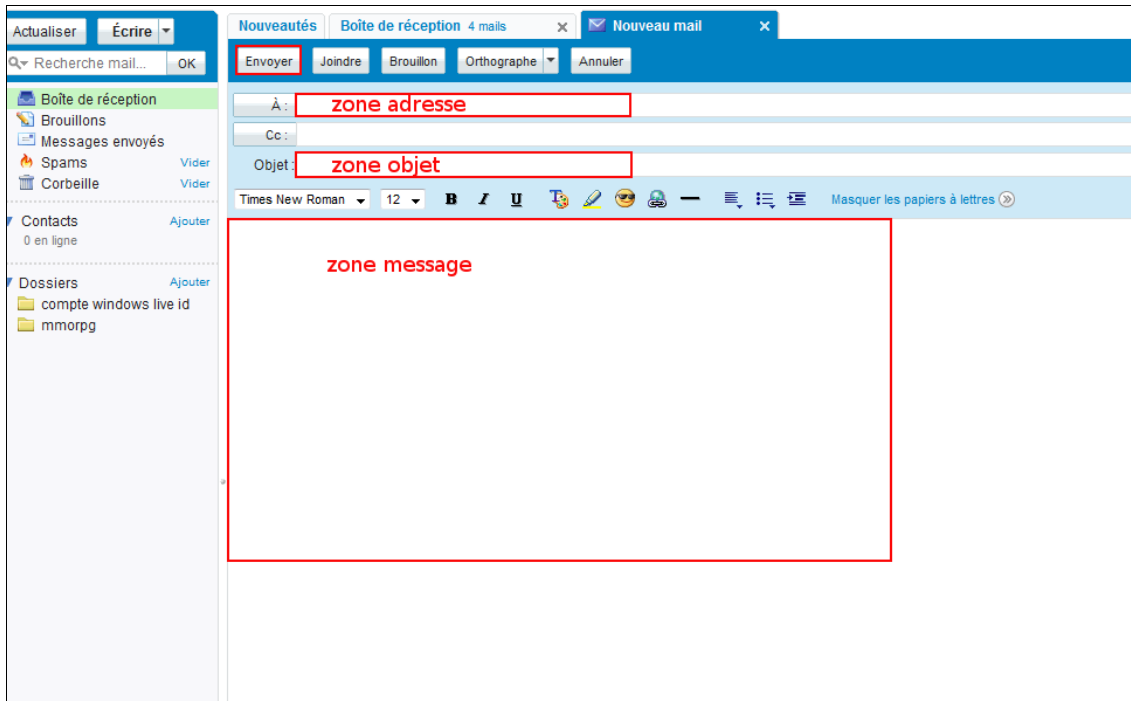 Actualiser Écrire
Recherche mail... OK
Boîte de réception
Brouillons
Messages envoyés
Spams Vider
Corbeille Vider
Contacts Ajouter
0 en ligne
Dossiers Ajouter
compte windows live id
mmorpg
Nouveautés Boîte de réception 4 mails Nouveau mail
Envoyer Joindre Brouillon Orthographe Annuler
À : zone adresse
Cc :
Objet : zone objet
Times New Roman 12 B I U Masquer les papiers à lettres
zone message